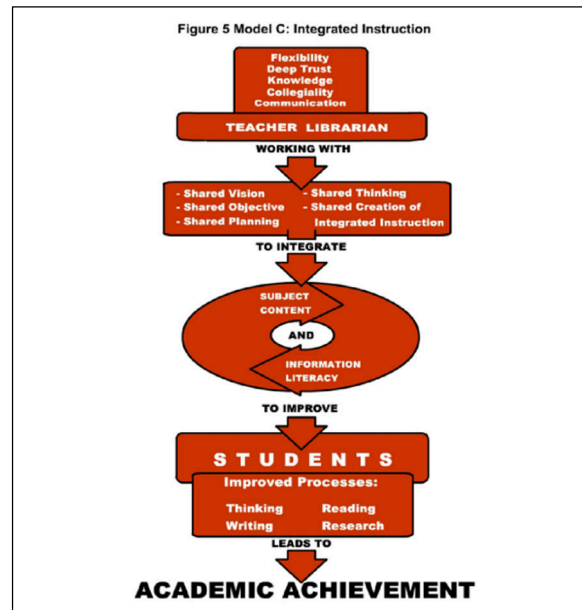 Figure 5 Model C: Integrated Instruction
Flexibility
Deep Trust
Knowledge
Collegiality
Communication
TEACHER LIBRARIAN
WORKING WITH
- Shared Vision
- Shared Objective
- Shared Planning
- Shared Thinking
- Shared Creation of
Integrated Instruction
TO INTEGRATE
SUBJECT
CONTENT
AND
INFORMATION
LITERACY
TO IMPROVE
STUDENTS
Improved Processes:
Thinking Reading
Writing Research
LEADS TO
ACADEMIC ACHIEVEMENT